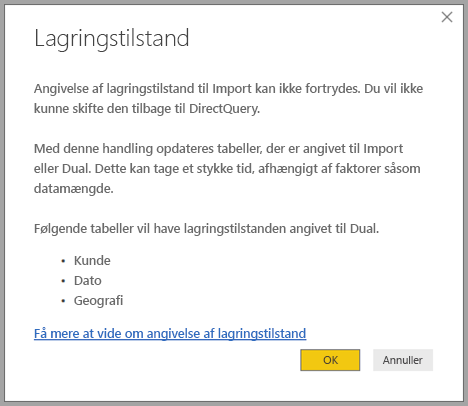 Lagringstilstand
Angivelse af lagringstilstand til Import kan ikke fortrydes. Du vil ikke
kunne skifte den tilbage til DirectQuery.
Med denne handling opdateres tabeller, der er angivet til Import
eller Dual. Dette kan tage et stykke tid, afhængigt af faktorer såsom
datamængde.
Følgende tabeller vil have lagringstilstanden angivet til Dual.
• Kunde
• Dato
• Geografi
Få mere at vide om angivelse af lagringstilstand
OK Annuller